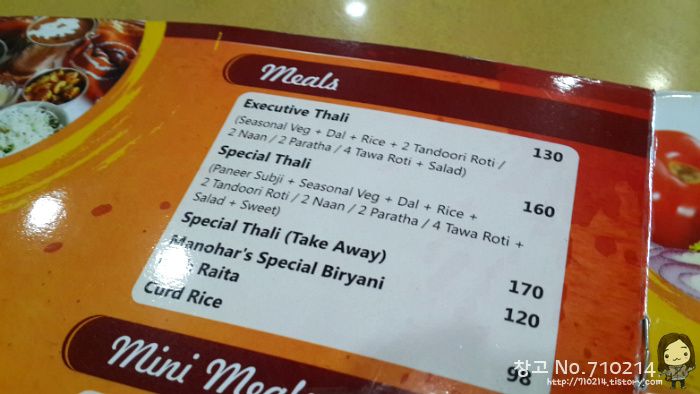 Meals
Executive Thali
(Seasonal Veg + Dal + Rice + 2 Tandoori Roti /
2 Naan / 2 Paratha / 4 Tawa Roti + Salad) 130
Special Thali
(Paneer Subji + Seasonal Veg + Dal + Rice +
2 Tandoori Roti / 2 Naan / 2 Paratha / 4 Tawa Roti + 160
Salad + Sweet)
Special Thali (Take Away)
Manohar's Special Biryani 170
Raita 120
Curd Rice
98
Mini Meals
창고 No.710214
http://710214.tistory.com/